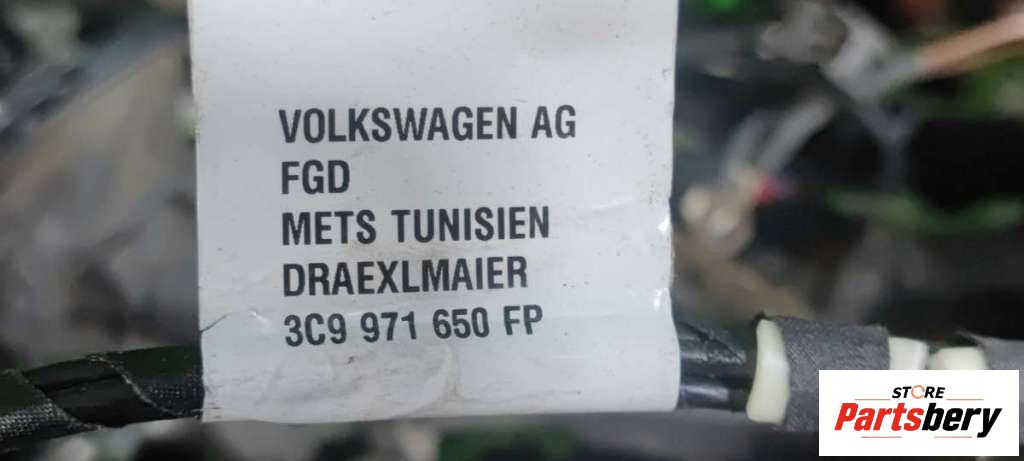 VOLKSWAGEN AG
FGD
METS TUNISIEN
DRAEXLMAIER
3C9 971 650 FP
STORE
Partsbery